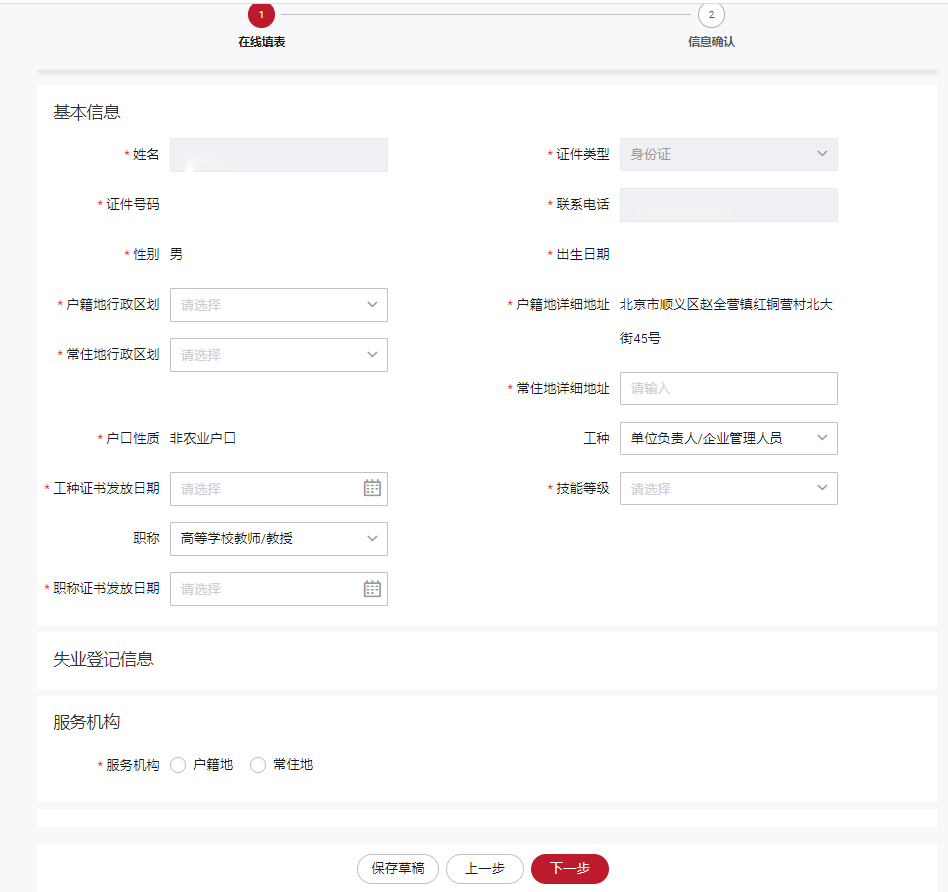 1
2
在线填表
信息确认
基本信息
* 姓名
* 证件类型 身份证
* 证件号码
* 联系电话
* 性别 男
* 出生日期
* 户籍地行政区划 请选择
* 户籍地详细地址 北京市顺义区赵全营镇红铜营村北大
街45号
* 常住地行政区划 请选择
* 常住地详细地址 请输入
* 户口性质 非农业户口
工种 单位负责人/企业管理人员
* 工种证书发放日期 请选择
* 技能等级 请选择
职称 高等学校教师/教授
* 职称证书发放日期 请选择
失业登记信息
服务机构
* 服务机构 户籍地 常住地
保存草稿 上一步 下一步